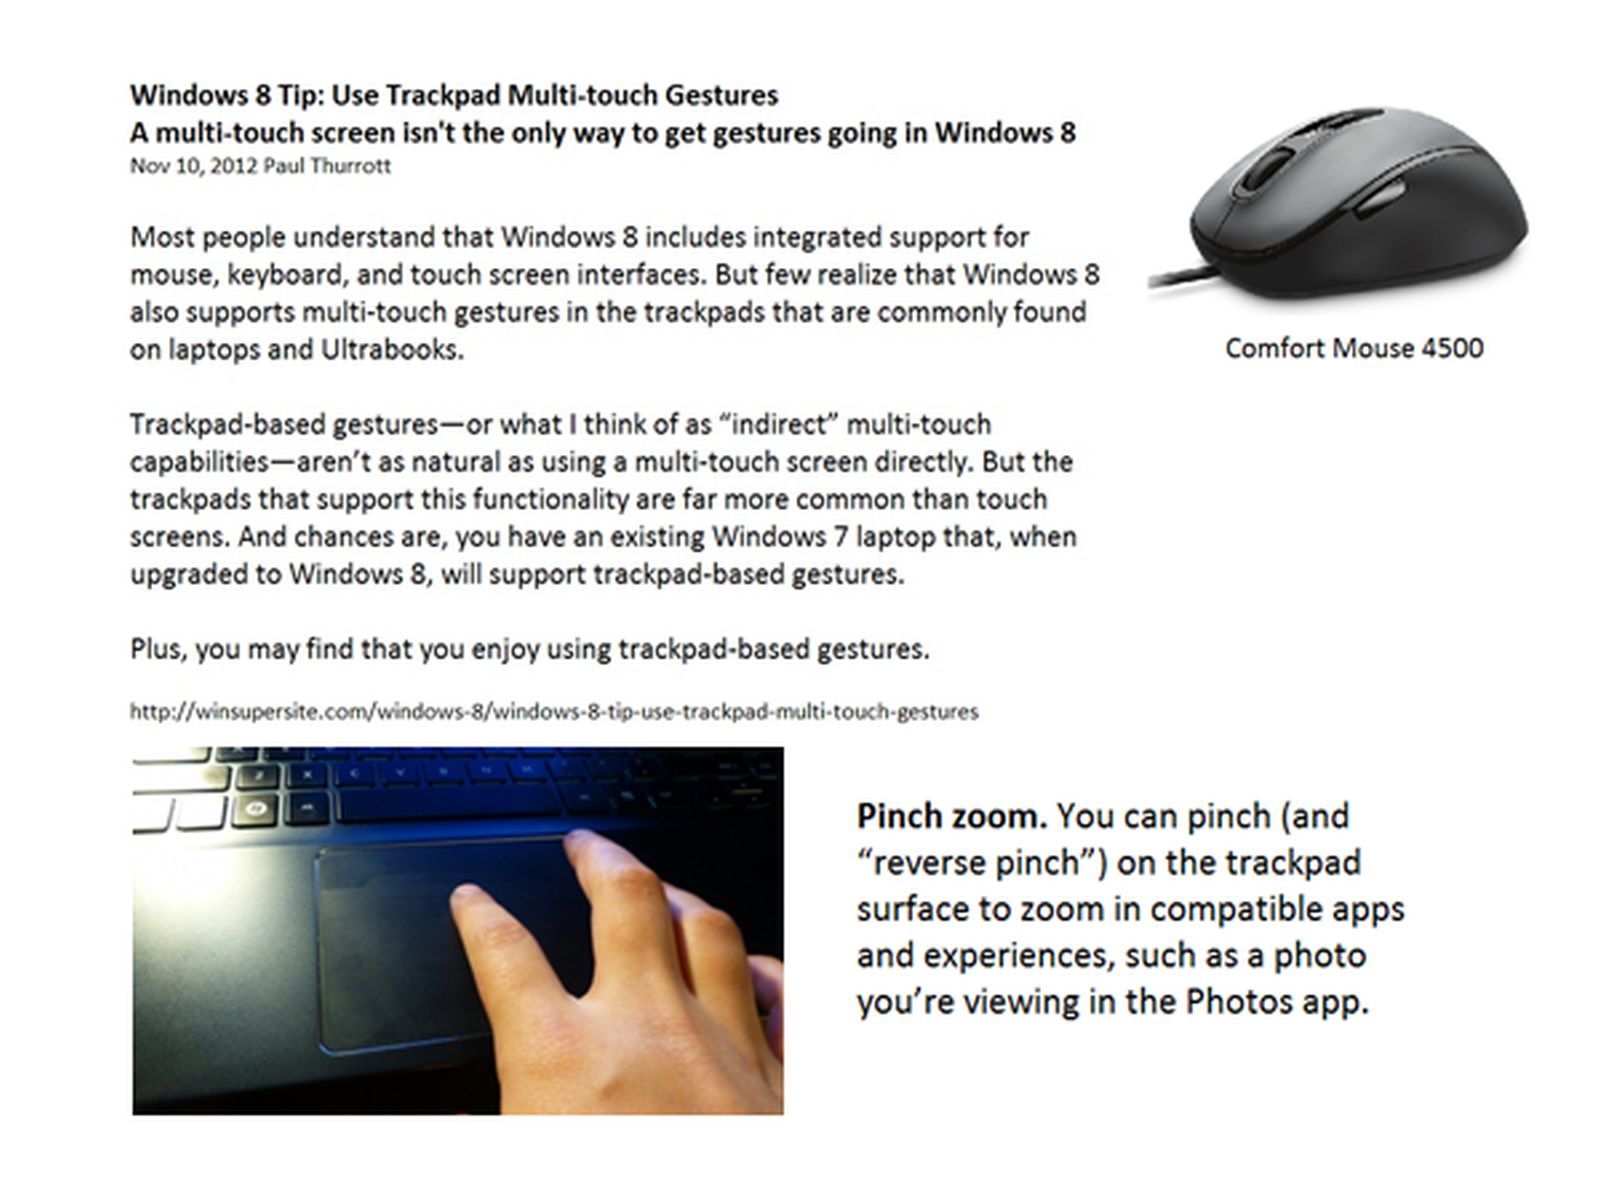 Windows 8 Tip: Use Trackpad Multi-touch Gestures
A multi-touch screen isn't the only way to get gestures going in Windows 8
Nov 10, 2012 Paul Thurrott
Most people understand that Windows 8 includes integrated support for
mouse, keyboard, and touch screen interfaces. But few realize that Windows 8
also supports multi-touch gestures in the trackpads that are commonly found
on laptops and Ultrabooks.
Comfort Mouse 4500
Trackpad-based gestures—or what I think of as “indirect” multi-touch
capabilities—aren’t as natural as using a multi-touch screen directly. But the
trackpads that support this functionality are far more common than touch
screens. And chances are, you have an existing Windows 7 laptop that, when
upgraded to Windows 8, will support trackpad-based gestures.
Plus, you may find that you enjoy using trackpad-based gestures.
http://winsupersite.com/windows-8/windows-8-tip-use-trackpad-multi-touch-gestures
Z X C V B N M
Pinch zoom. You can pinch (and
“reverse pinch”) on the trackpad
surface to zoom in compatible apps
and experiences, such as a photo
you’re viewing in the Photos app.